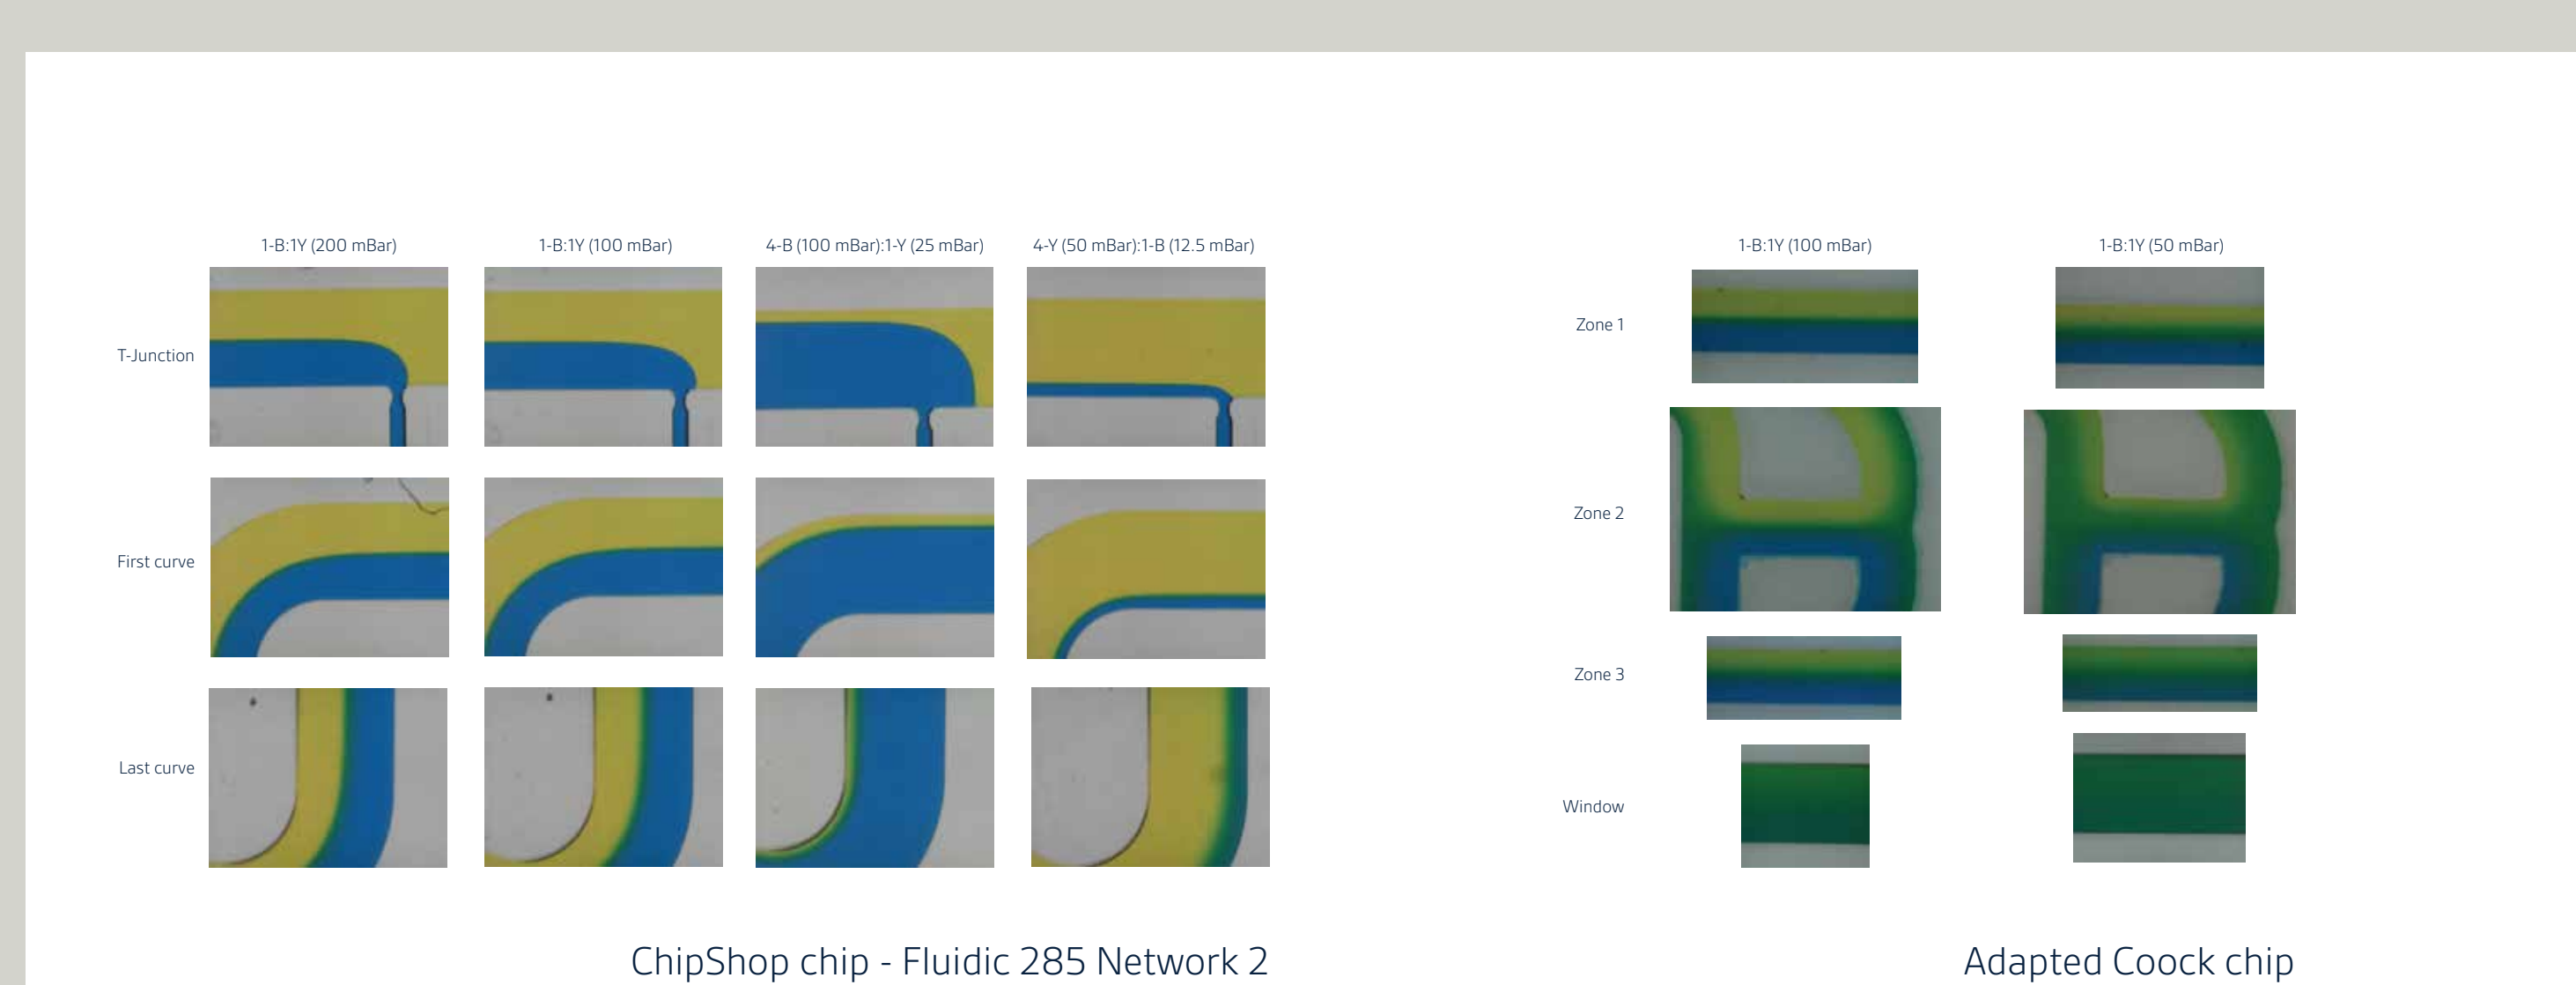 1-B:1Y (200 mBar)
1-B:1Y (100 mBar)
4-B (100 mBar):1-Y (25 mBar)
4-Y (50 mBar):1-B (12.5 mBar)
T-Junction
First curve
Last curve
ChipShop chip - Fluidic 285 Network 2
1-B:1Y (100 mBar)
1-B:1Y (50 mBar)
Zone 1
Zone 2
Zone 3
Window
Adapted Coock chip